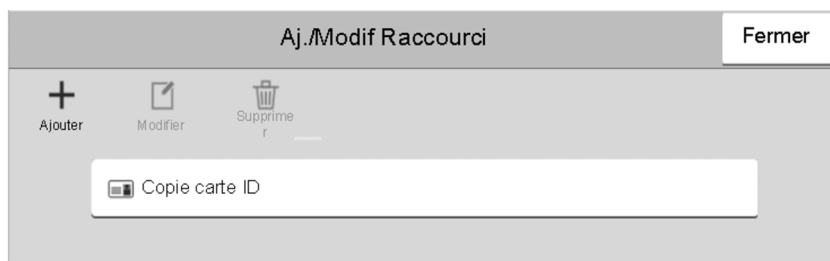 Aj./Modif Raccourci
Fermer
Ajouter
Modifier
Supprime
r
Copie carte ID